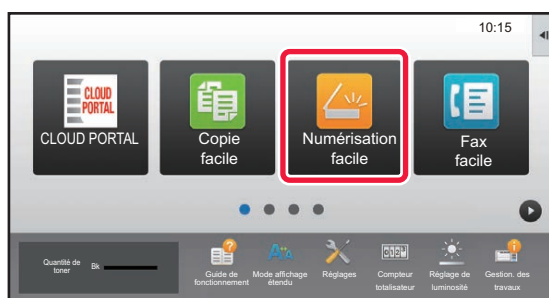 10:15
CLOUD
PORTAL
CLOUD PORTAL
Copie
facile
Numérisation
facile
Fax
facile
Quantité de
toner
Bk
Guide de
fonctionnement
Mode affichage
étendu
Réglages
Compteur
totalisateur
Réglage de
luminosité
Gestion. des
travaux